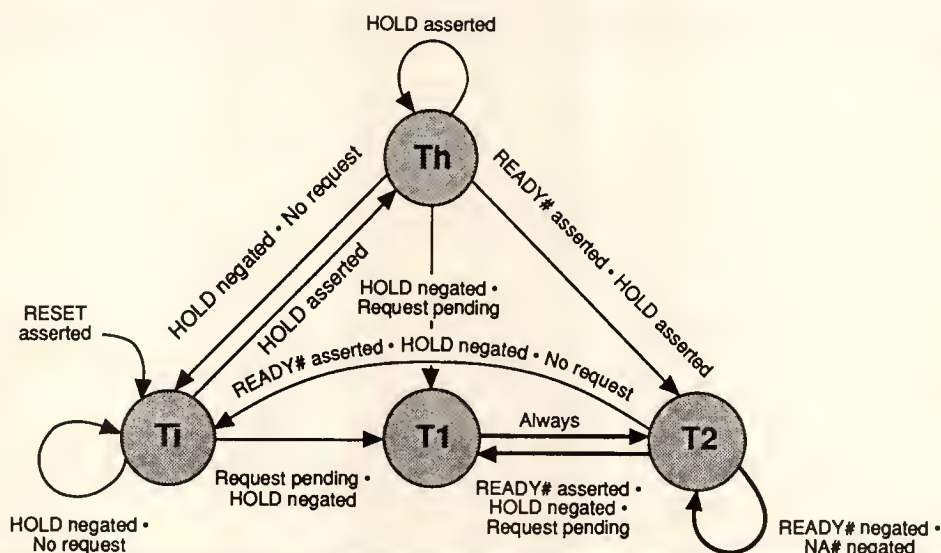 HOLD asserted
Th
HOLD negated • No request
HOLD asserted
READY# asserted • HOLD asserted
HOLD negated •
Request pending
RESET
asserted
READY# asserted • HOLD negated • No request
Ti
T1
Always
T2
Request pending •
HOLD negated
READY# asserted •
HOLD negated •
Request pending
HOLD negated •
No request
READY# negated •
NA# negated